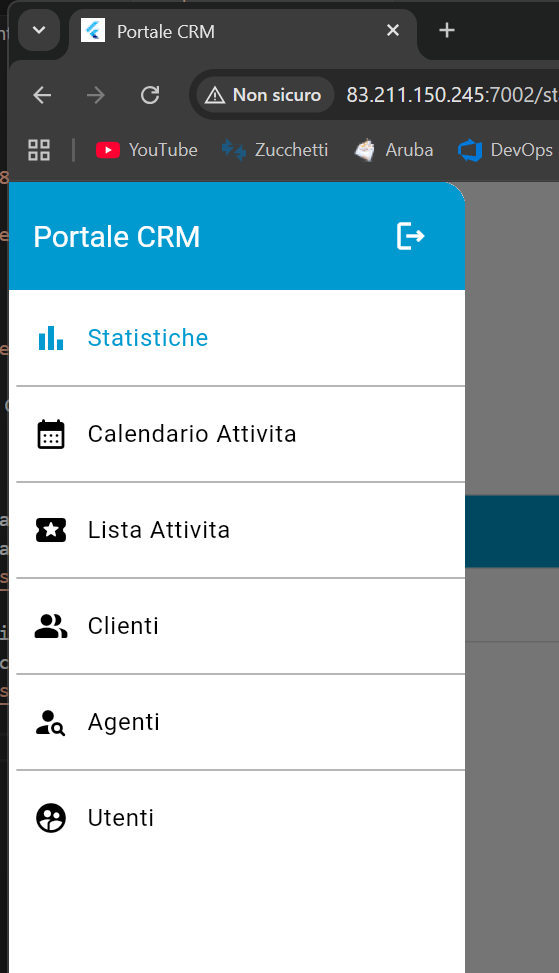 Portale CRM
Non sicuro
83.211.150.245:7002/st
YouTube
Zucchetti
Aruba
DevOps
Portale CRM
Statistiche
Calendario Attivita
Lista Attivita
Clienti
Agenti
Utenti